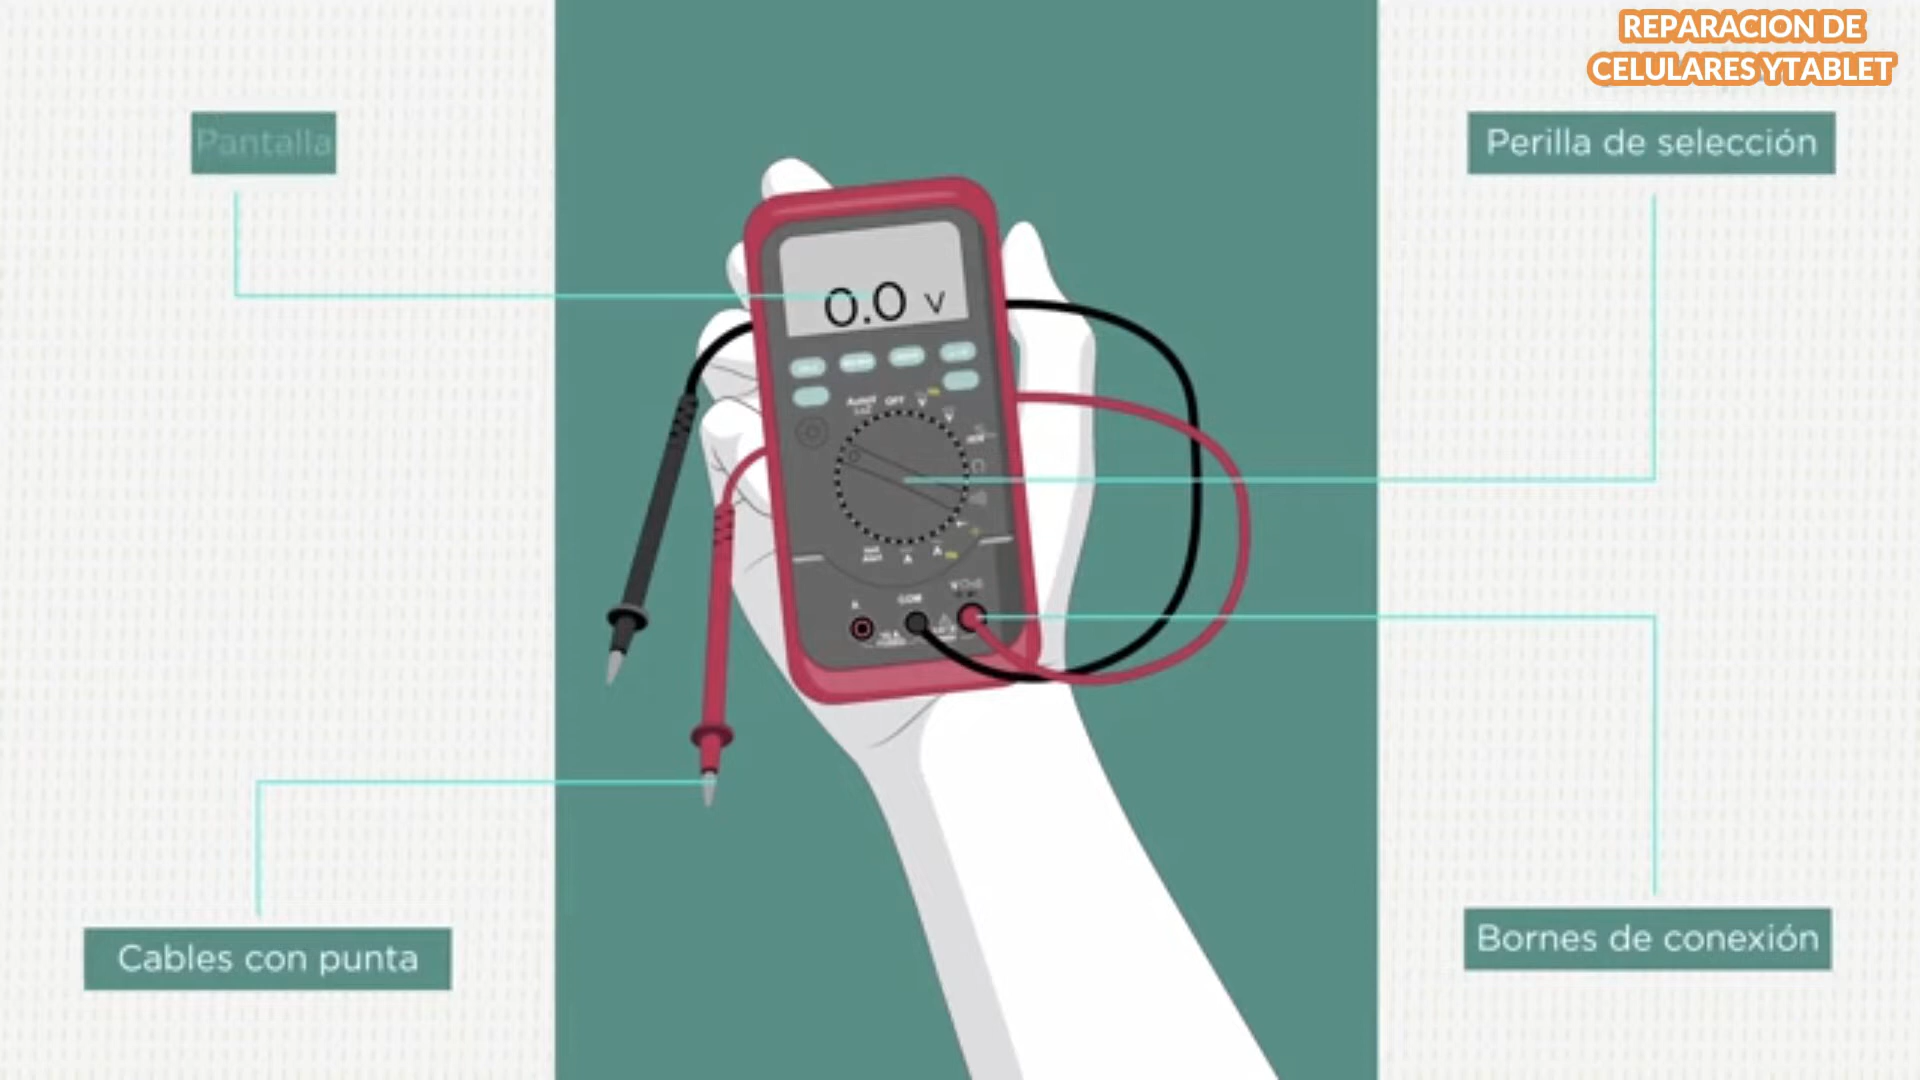 REPARACION DE
CELULARES YTABLET
Pantalla
Perilla de selección
0.0 V
OFF
V
V
A
A
A
COM
Cables con punta
Bornes de conexión